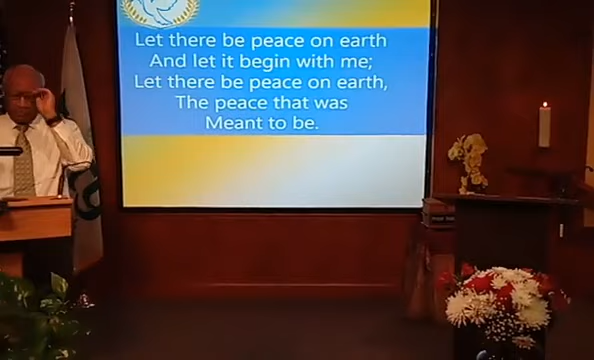 Let there be peace on earth
And let it begin with me;
Let there be peace on earth,
The peace that was
Meant to be.